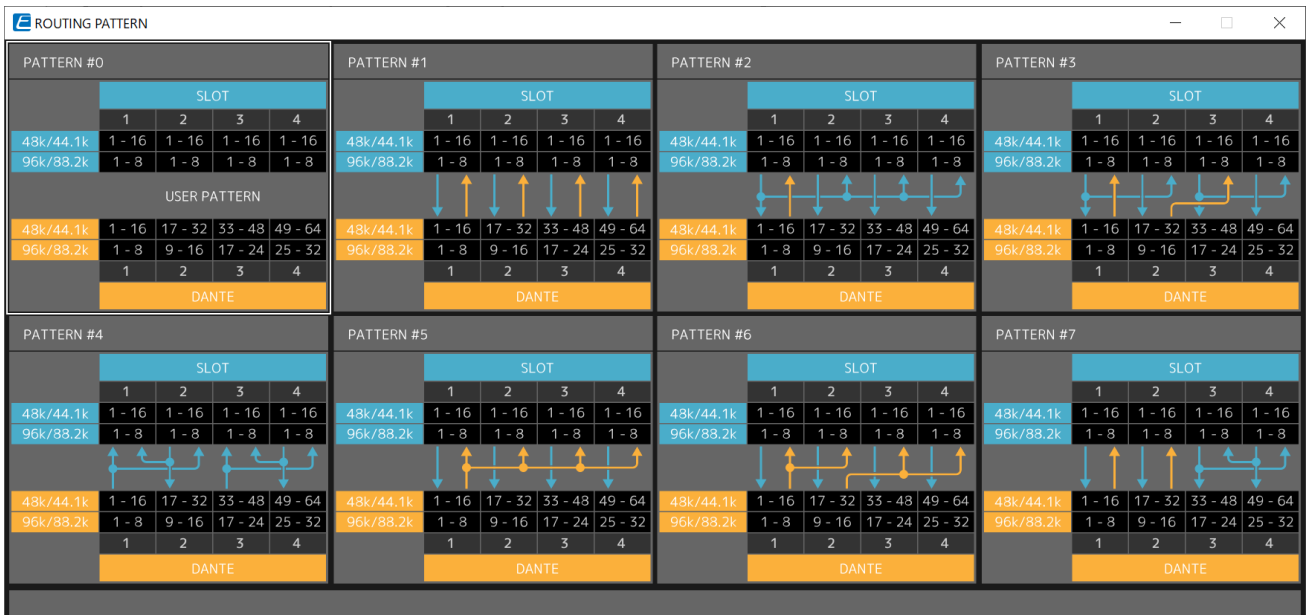 ROUTING PATTERN
PATTERN #0
SLOT
1 2 3 4
48k/44.1k 1 - 16 1 - 16 1 - 16 1 - 16
96k/88.2k 1 - 8 1 - 8 1 - 8 1 - 8
USER PATTERN
48k/44.1k 1 - 16 17 - 32 33 - 48 49 - 64
96k/88.2k 1 - 8 9 - 16 17 - 24 25 - 32
1 2 3 4
DANTE
PATTERN #1
SLOT
1 2 3 4
48k/44.1k 1 - 16 1 - 16 1 - 16 1 - 16
96k/88.2k 1 - 8 1 - 8 1 - 8 1 - 8
48k/44.1k 1 - 16 17 - 32 33 - 48 49 - 64
96k/88.2k 1 - 8 9 - 16 17 - 24 25 - 32
1 2 3 4
DANTE
PATTERN #2
SLOT
1 2 3 4
48k/44.1k 1 - 16 1 - 16 1 - 16 1 - 16
96k/88.2k 1 - 8 1 - 8 1 - 8 1 - 8
48k/44.1k 1 - 16 17 - 32 33 - 48 49 - 64
96k/88.2k 1 - 8 9 - 16 17 - 24 25 - 32
1 2 3 4
DANTE
PATTERN #3
SLOT
1 2 3 4
48k/44.1k 1 - 16 1 - 16 1 - 16 1 - 16
96k/88.2k 1 - 8 1 - 8 1 - 8 1 - 8
48k/44.1k 1 - 16 17 - 32 33 - 48 49 - 64
96k/88.2k 1 - 8 9 - 16 17 - 24 25 - 32
1 2 3 4
DANTE
PATTERN #4
SLOT
1 2 3 4
48k/44.1k 1 - 16 1 - 16 1 - 16 1 - 16
96k/88.2k 1 - 8 1 - 8 1 - 8 1 - 8
48k/44.1k 1 - 16 17 - 32 33 - 48 49 - 64
96k/88.2k 1 - 8 9 - 16 17 - 24 25 - 32
1 2 3 4
DANTE
PATTERN #5
SLOT
1 2 3 4
48k/44.1k 1 - 16 1 - 16 1 - 16 1 - 16
96k/88.2k 1 - 8 1 - 8 1 - 8 1 - 8
48k/44.1k 1 - 16 17 - 32 33 - 48 49 - 64
96k/88.2k 1 - 8 9 - 16 17 - 24 25 - 32
1 2 3 4
DANTE
PATTERN #6
SLOT
1 2 3 4
48k/44.1k 1 - 16 1 - 16 1 - 16 1 - 16
96k/88.2k 1 - 8 1 - 8 1 - 8 1 - 8
48k/44.1k 1 - 16 17 - 32 33 - 48 49 - 64
96k/88.2k 1 - 8 9 - 16 17 - 24 25 - 32
1 2 3 4
DANTE
PATTERN #7
SLOT
1 2 3 4
48k/44.1k 1 - 16 1 - 16 1 - 16 1 - 16
96k/88.2k 1 - 8 1 - 8 1 - 8 1 - 8
48k/44.1k 1 - 16 17 - 32 33 - 48 49 - 64
96k/88.2k 1 - 8 9 - 16 17 - 24 25 - 32
1 2 3 4
DANTE